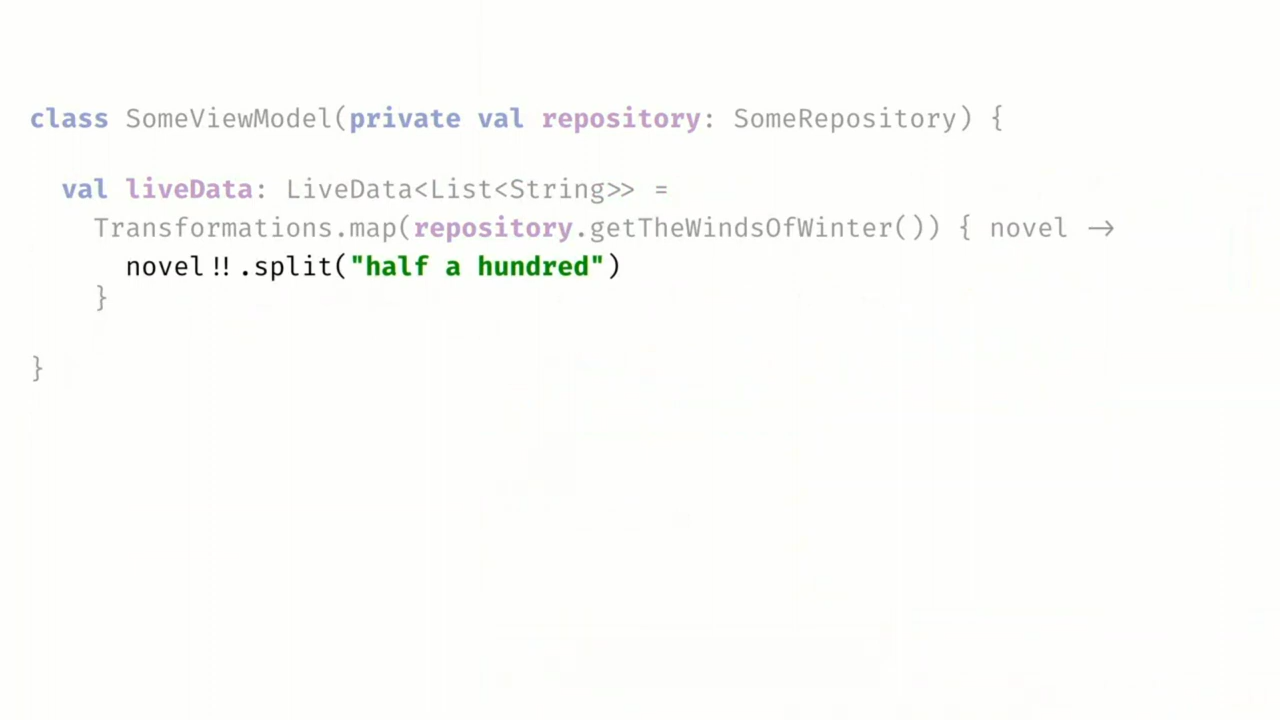 class SomeViewModel(private val repository: SomeRepository) {
val liveData: LiveData<List<String>> =
Transformations.map(repository.getTheWindsOfWinter()) { novel ->
novel!!.split("half a hundred")
}
}